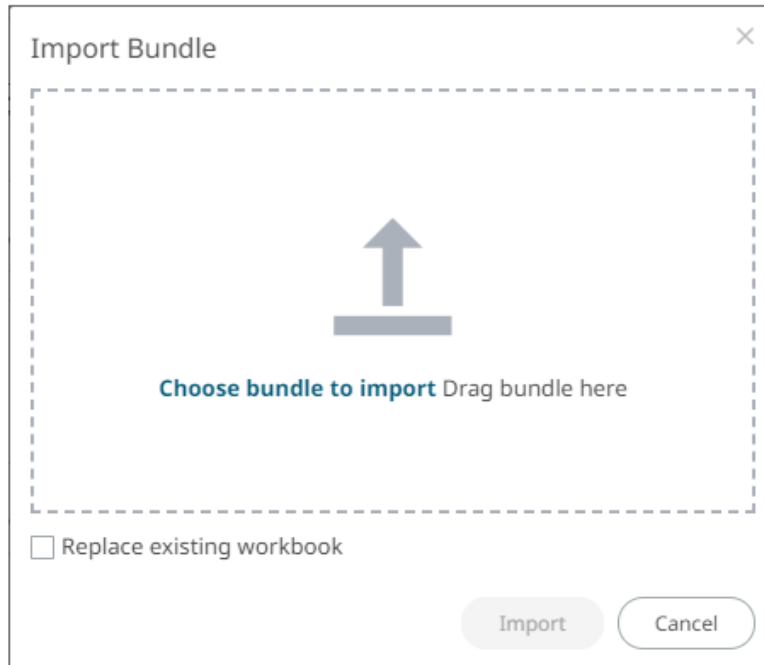 Import Bundle
Choose bundle to import Drag bundle here
Replace existing workbook
Import Cancel